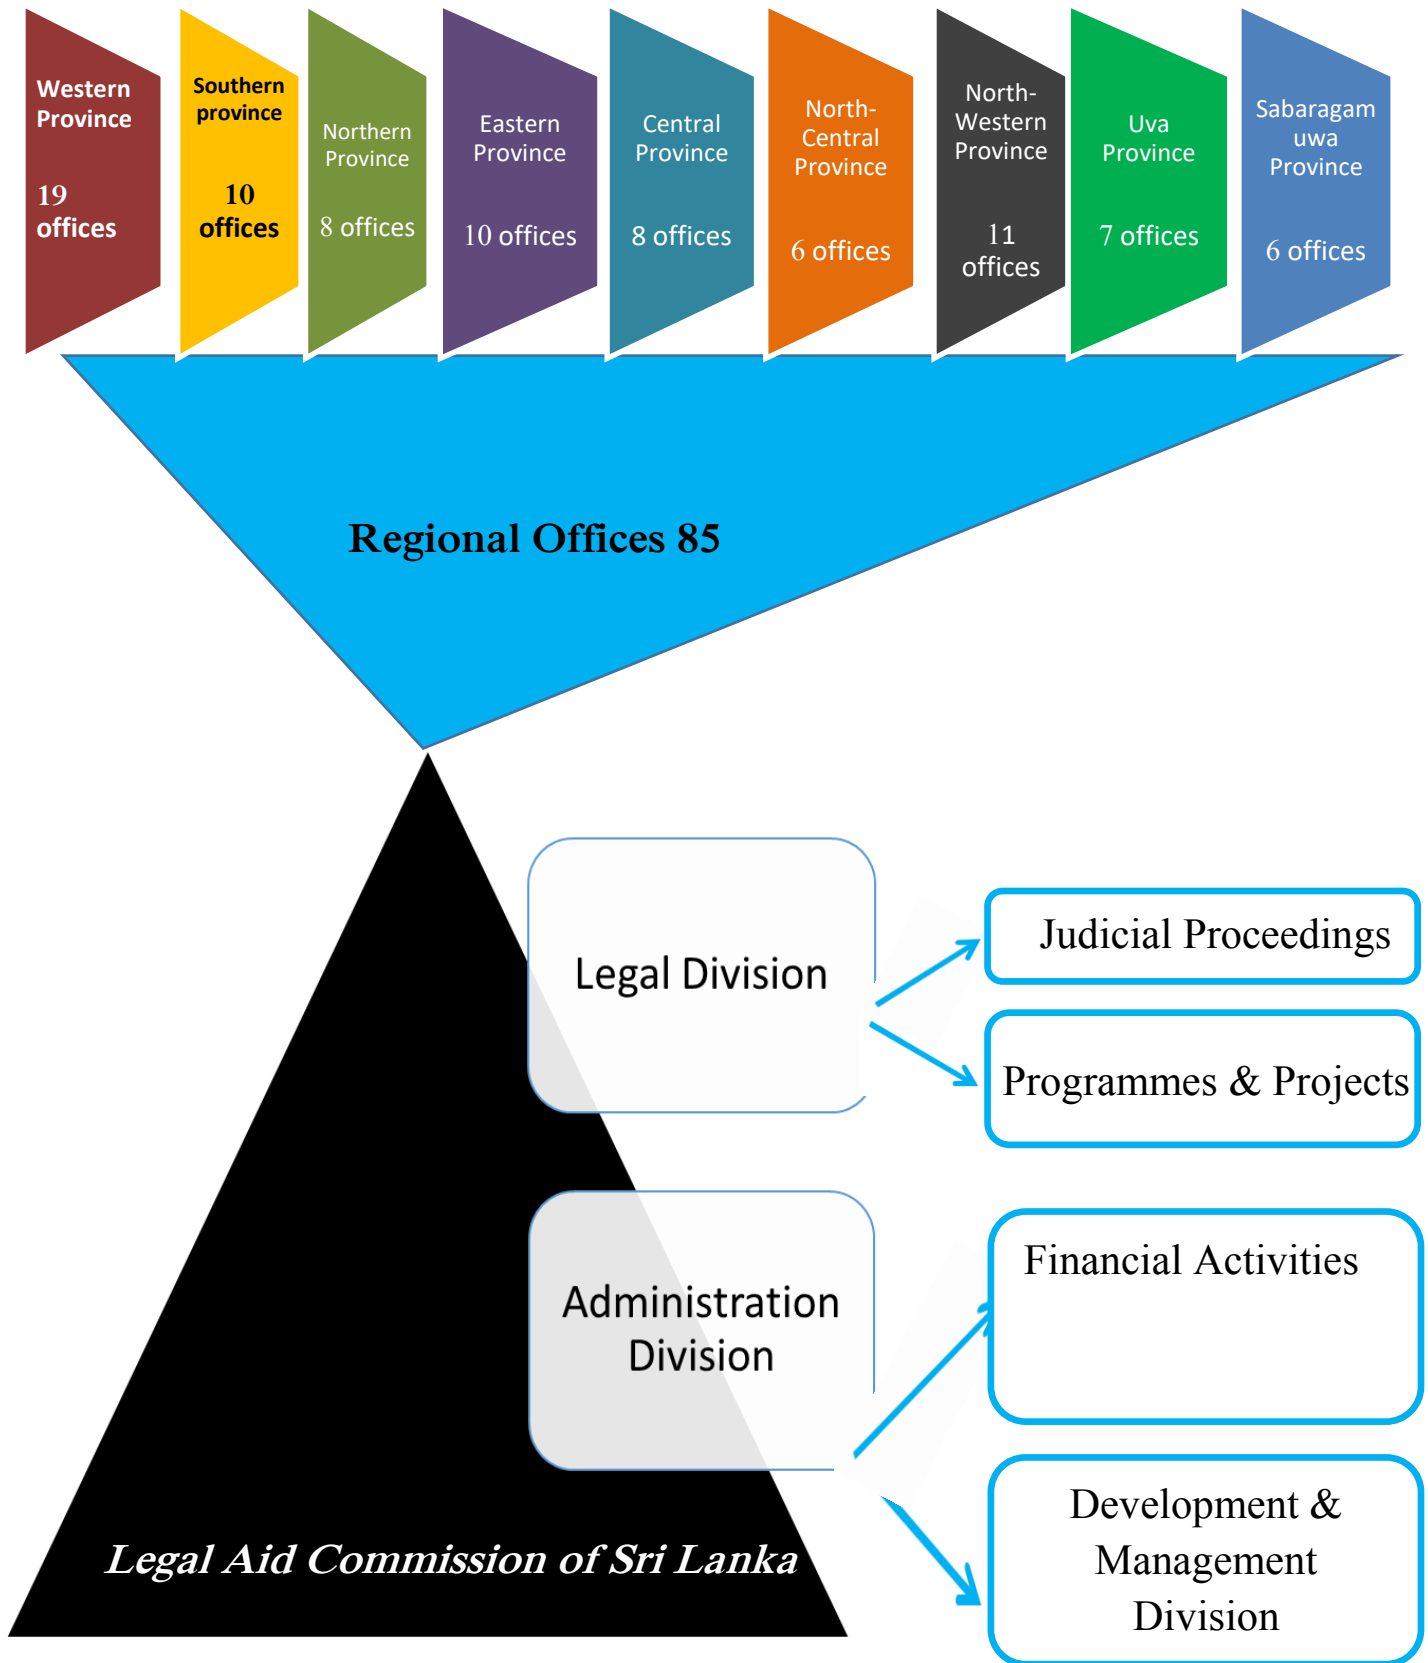 Western
Province
19
offices
Southern
province
10
offices
Northern
Province
8 offices
Eastern
Province
10 offices
Central
Province
8 offices
North-
Central
Province
6 offices
North-
Western
Province
11
offices
Uva
Province
7 offices
Sabaragam
uwa
Province
6 offices
Regional Offices 85
Legal Division
Judicial Proceedings
Programmes & Projects
Administration
Division
Financial Activities
Development &
Management
Division
Legal Aid Commission of Sri Lanka